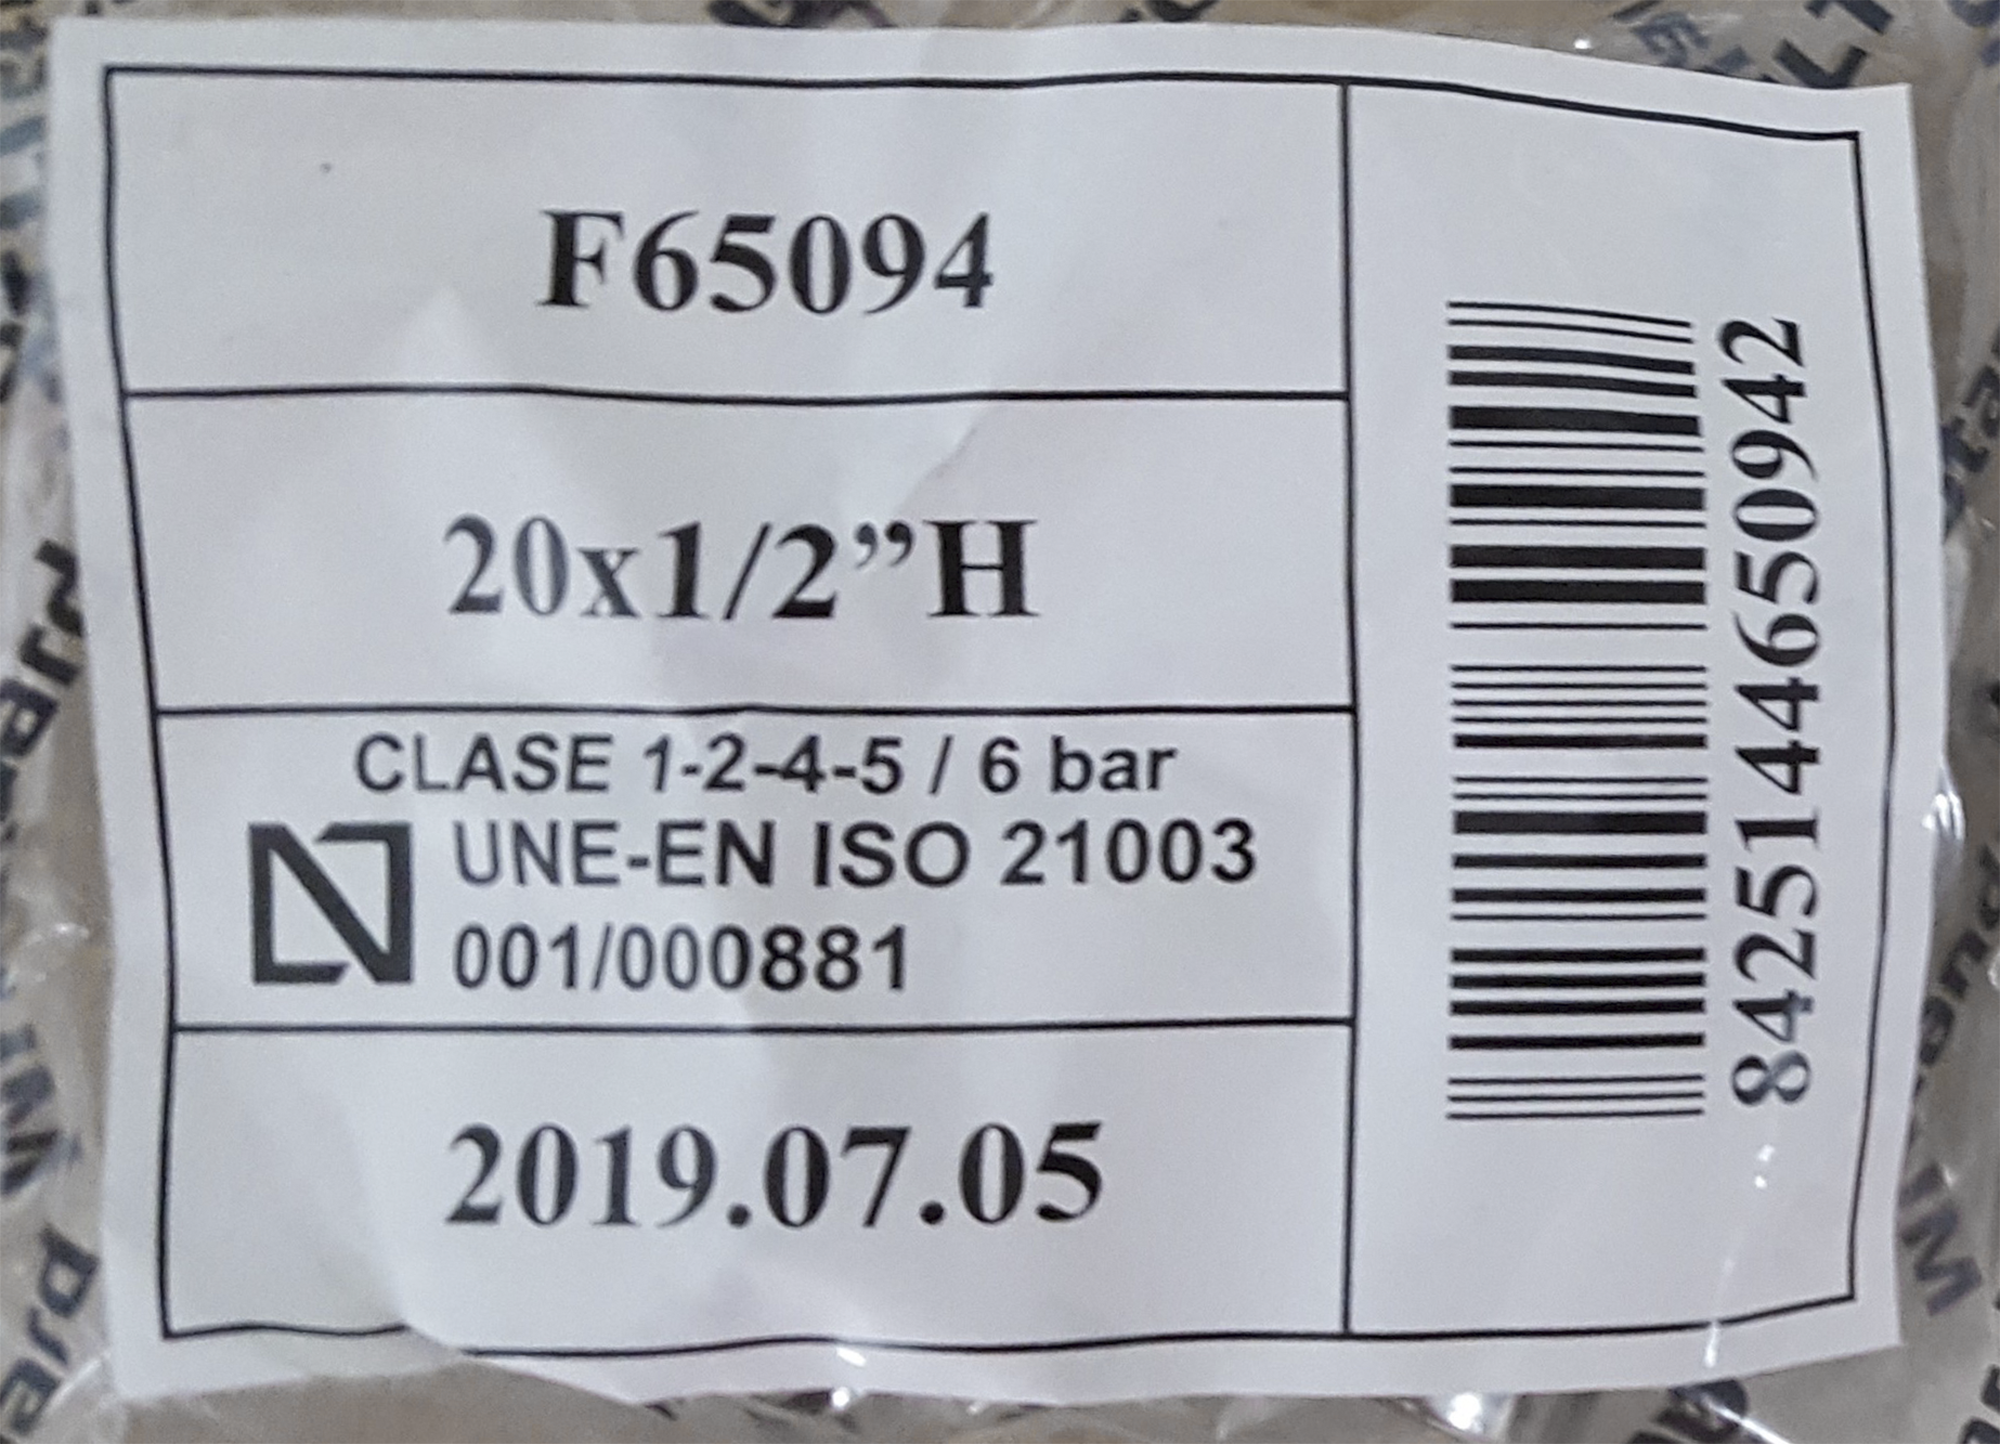 F65094
20x1/2”H
CLASE 1-2-4-5 / 6 bar
UNE-EN ISO 21003
001/000881
2019.07.05
8425144650942